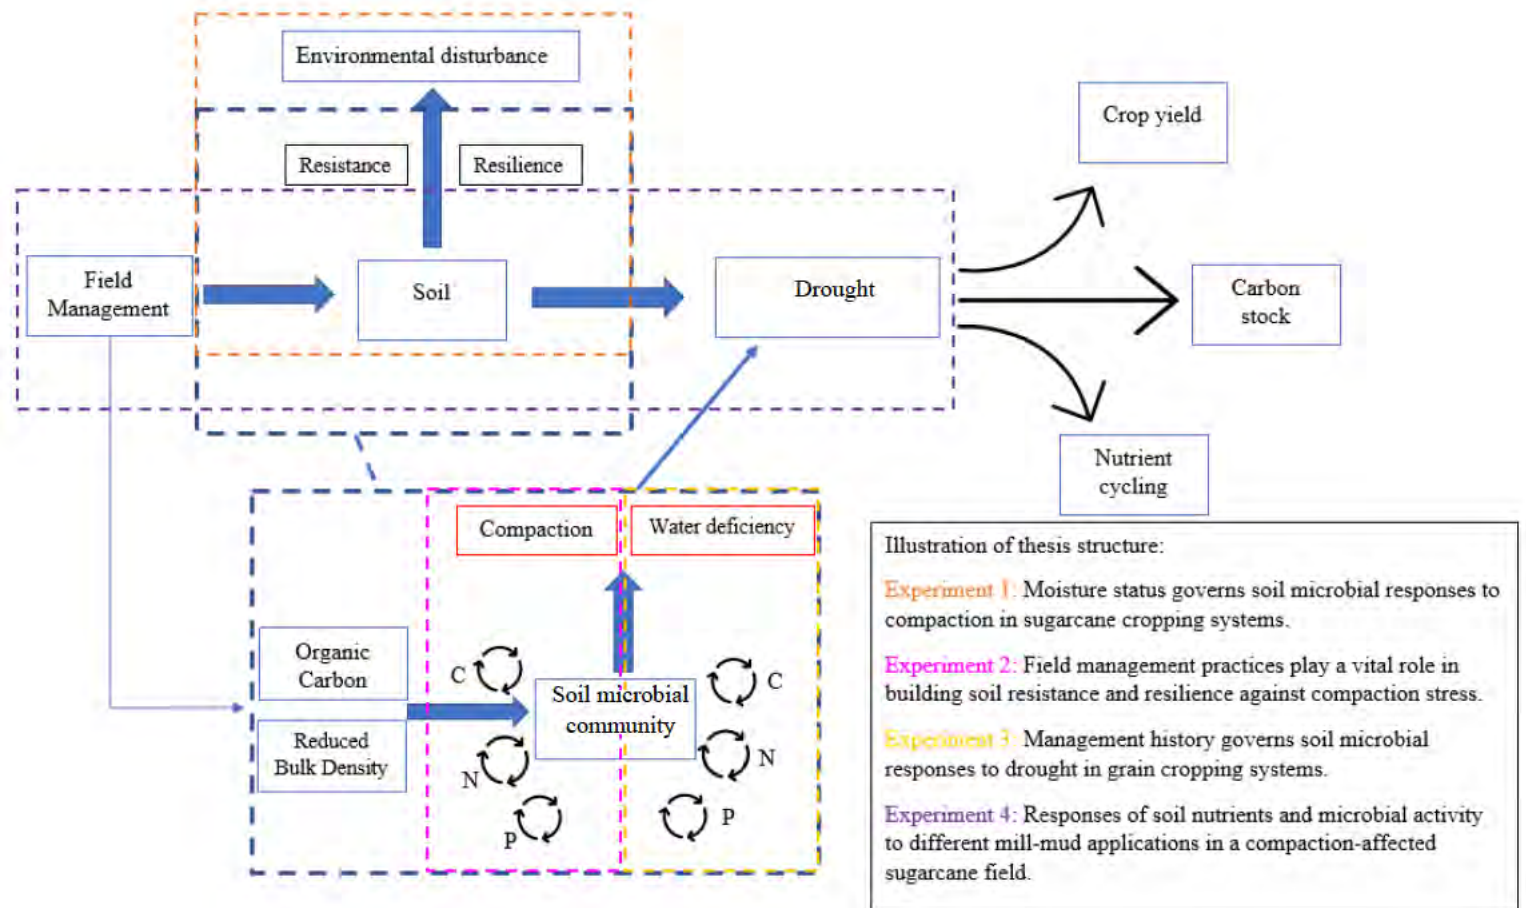 Environmental disturbance
Resistance
Resilience
Crop yield
Field
Management
Soil
Drought
Carbon
stock
Nutrient
cycling
Compaction
Water deficiency
Organic
Carbon
Reduced
Bulk Density
C
N
P
Soil microbial
community
C
N
P
Illustration of thesis structure:
Experiment 1: Moisture status governs soil microbial responses to
compaction in sugarcane cropping systems.
Experiment 2: Field management practices play a vital role in
building soil resistance and resilience against compaction stress.
Experiment 3: Management history governs soil microbial
responses to drought in grain cropping systems.
Experiment 4: Responses of soil nutrients and microbial activity
to different mill-mud applications in a compaction-affected
sugarcane field.